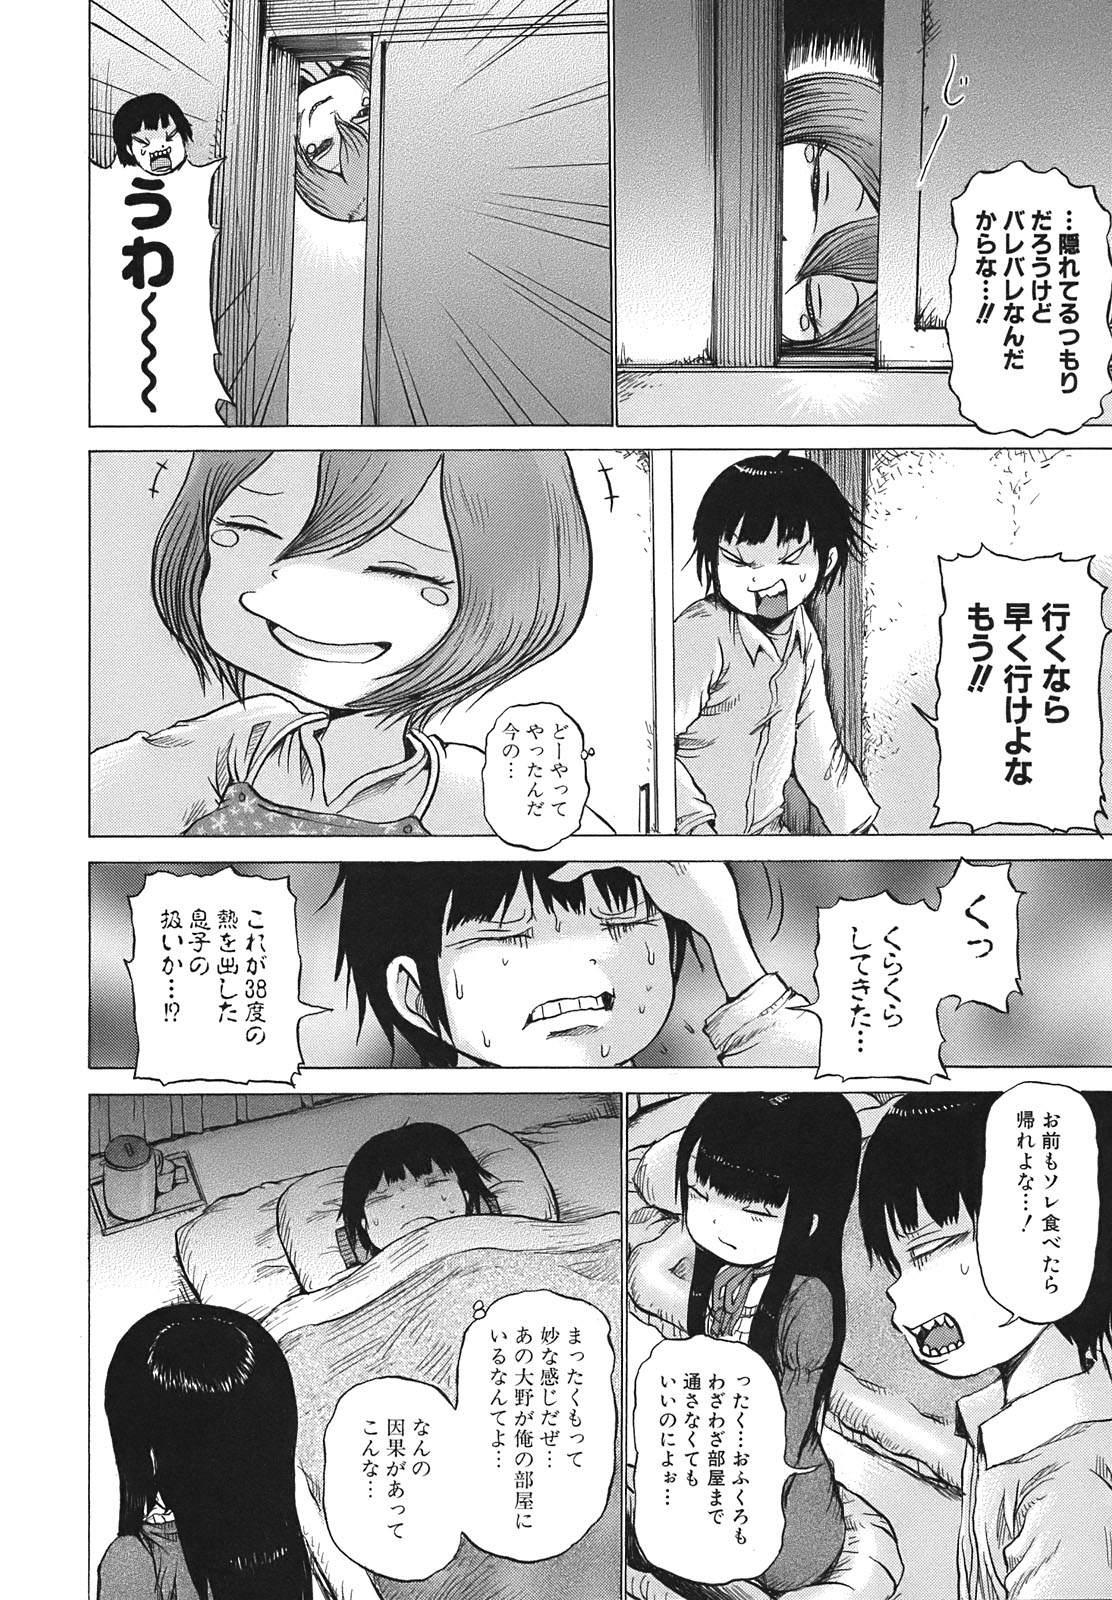 じ〜
…隠れてるつもり
だろうけど
バレバレなんだ
からな…!!
うわ〜〜〜
行くなら
早く行けよな
もう!!
どーやって
やったんだ
今の…
くっ
くらくら
してきた…
これが38度の
熱を出した
息子の
扱いか…!?
お前もソレ食べたら
帰れよな…！
ったく…おふくろも
わざわざ部屋まで
通さなくても
いいのによぉ…
まったくもって
妙な感じだぜ…
あの大野が俺の部屋に
いるなんてよ…
なんの
因果があって
こんな…